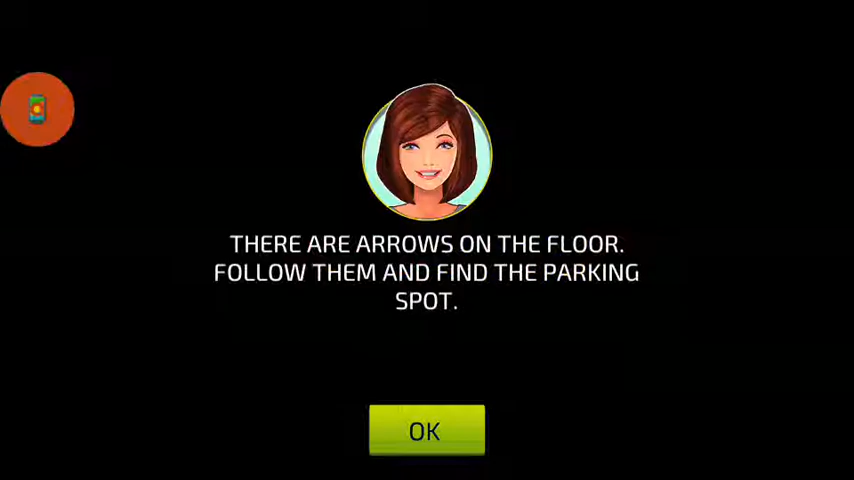 THERE ARE ARROWS ON THE FLOOR.
FOLLOW THEM AND FIND THE PARKING
SPOT.
OK